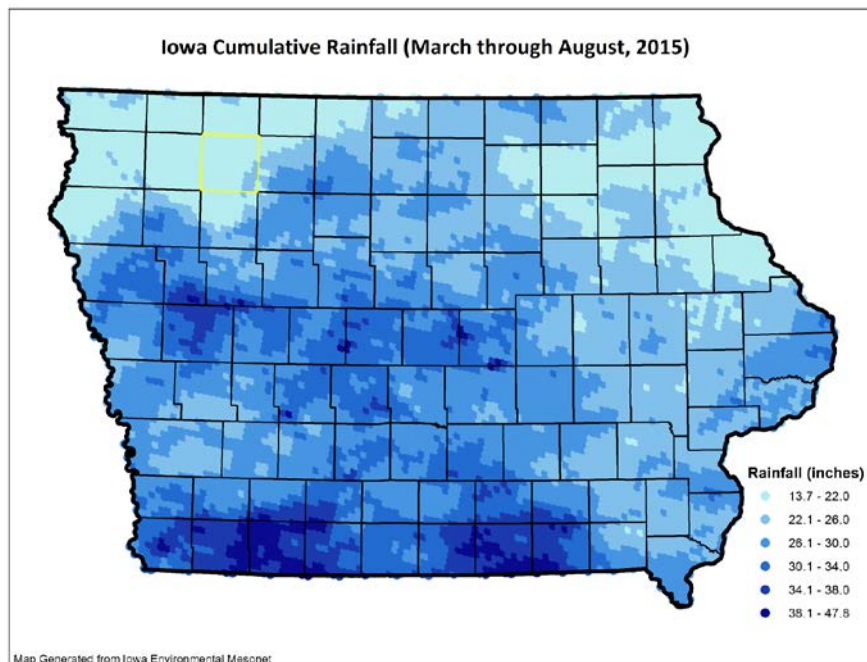 Iowa Cumulative Rainfall (March through August, 2015)
Rainfall (inches)
13.7 - 22.0
22.1 - 26.0
26.1 - 30.0
30.1 - 34.0
34.1 - 38.0
38.1 - 47.8
Map Generated from Iowa Environmental Mesonet